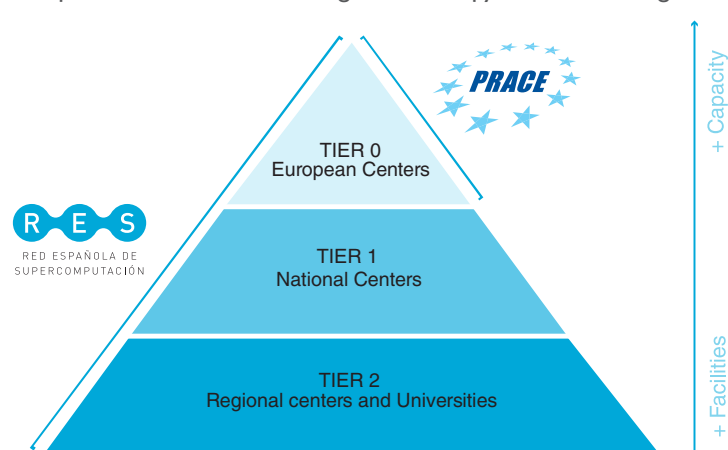 PRACE
+ Capacity
TIER 0
European Centers
R E S
RED ESPAÑOLA DE
SUPERCOMPUTACIÓN
TIER 1
National Centers
TIER 2
Regional centers and Universities
+ Facilities